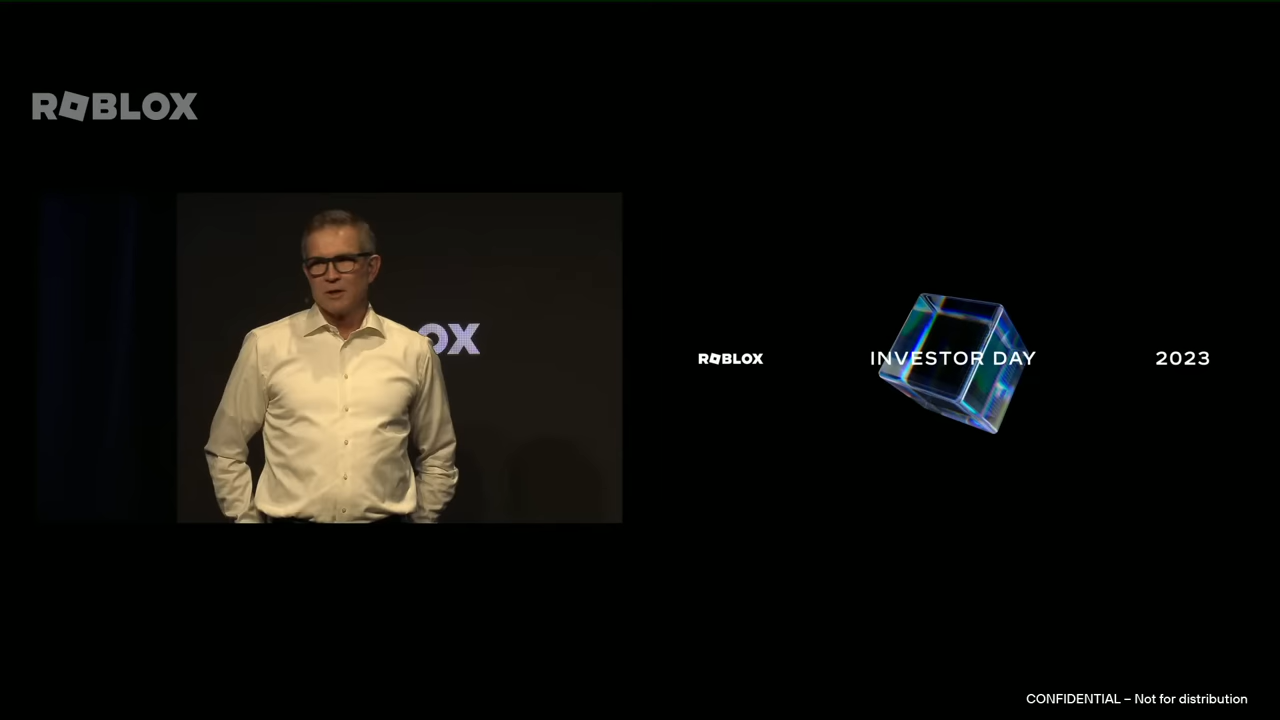 ROBLOX
OX
ROBLOX INVESTOR DAY 2023
CONFIDENTIAL – Not for distribution